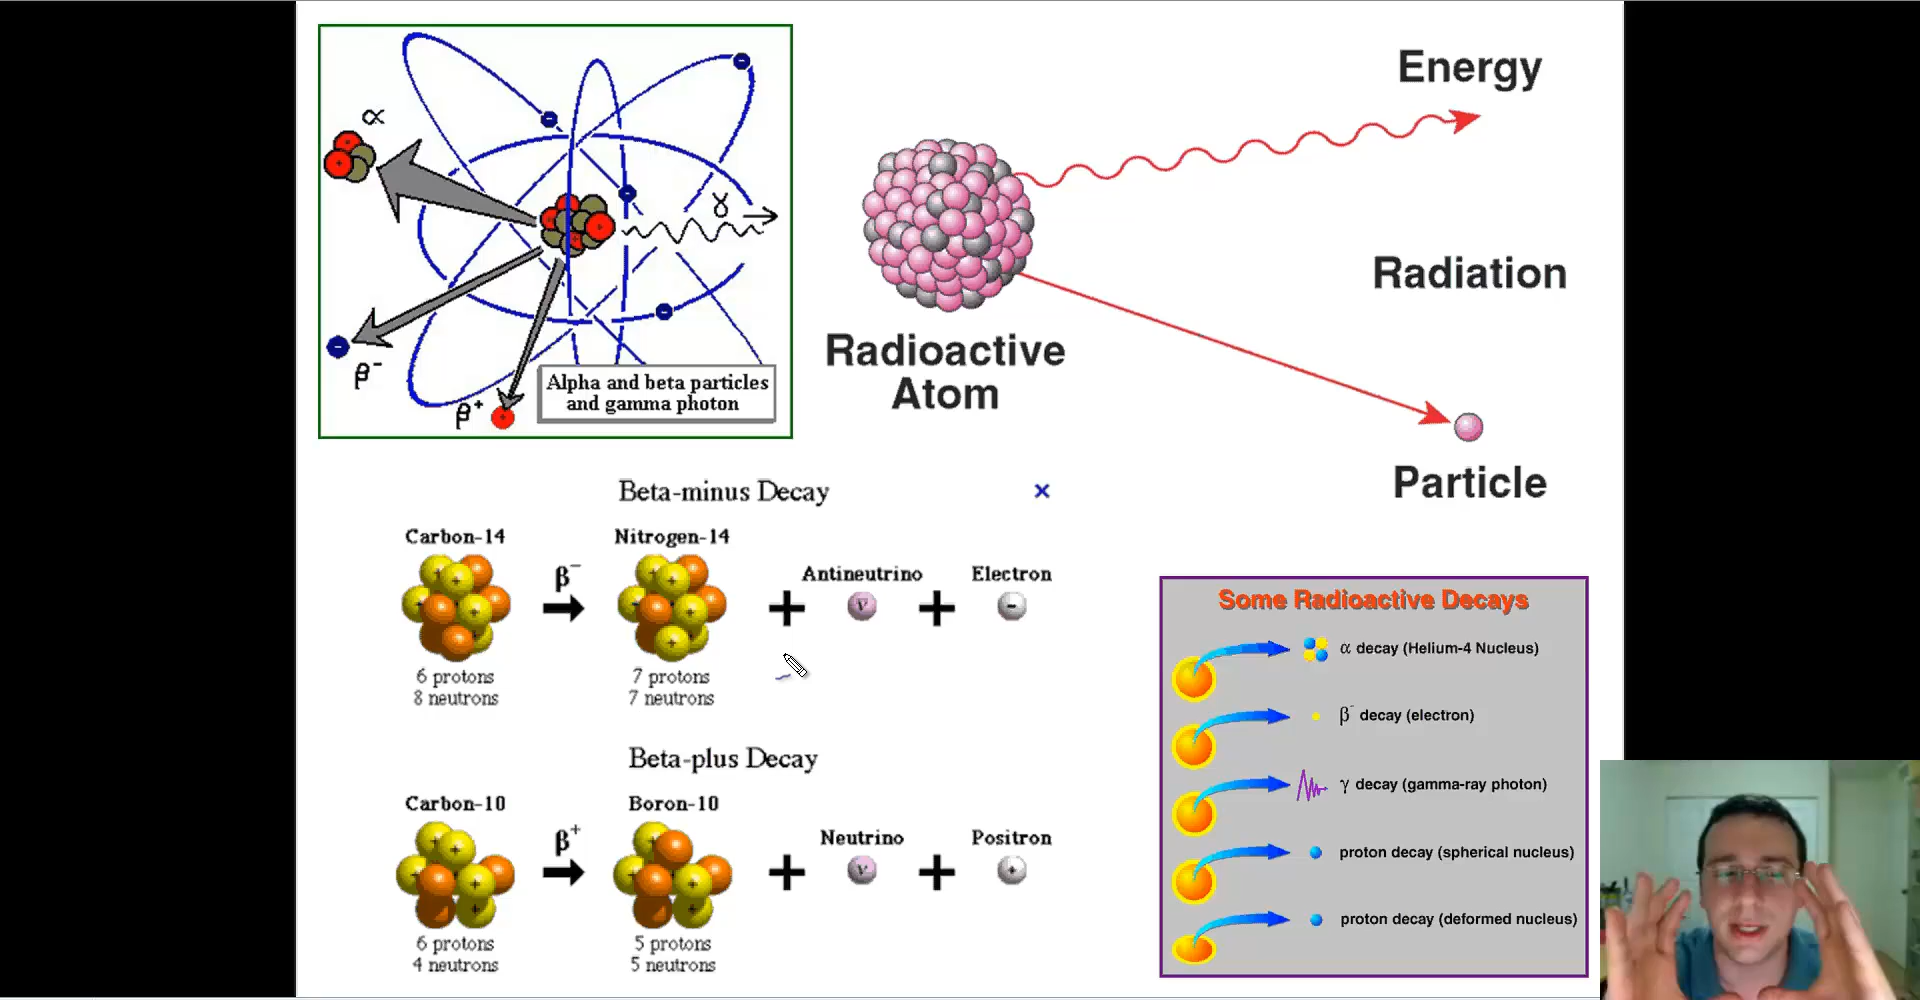 α
γ
β⁻
β⁺
Alpha and beta particles
and gamma photon
Energy
Radiation
Radioactive
Atom
Particle
Beta-minus Decay
Carbon-14
β⁻
Nitrogen-14
+
Antineutrino
ν̅
+
Electron
-
6 protons
8 neutrons
7 protons
7 neutrons
Beta-plus Decay
Carbon-10
β⁺
Boron-10
+
Neutrino
ν
+
Positron
+
6 protons
4 neutrons
5 protons
5 neutrons
Some Radioactive Decays
α decay (Helium-4 Nucleus)
β⁻ decay (electron)
γ decay (gamma-ray photon)
proton decay (spherical nucleus)
proton decay (deformed nucleus)